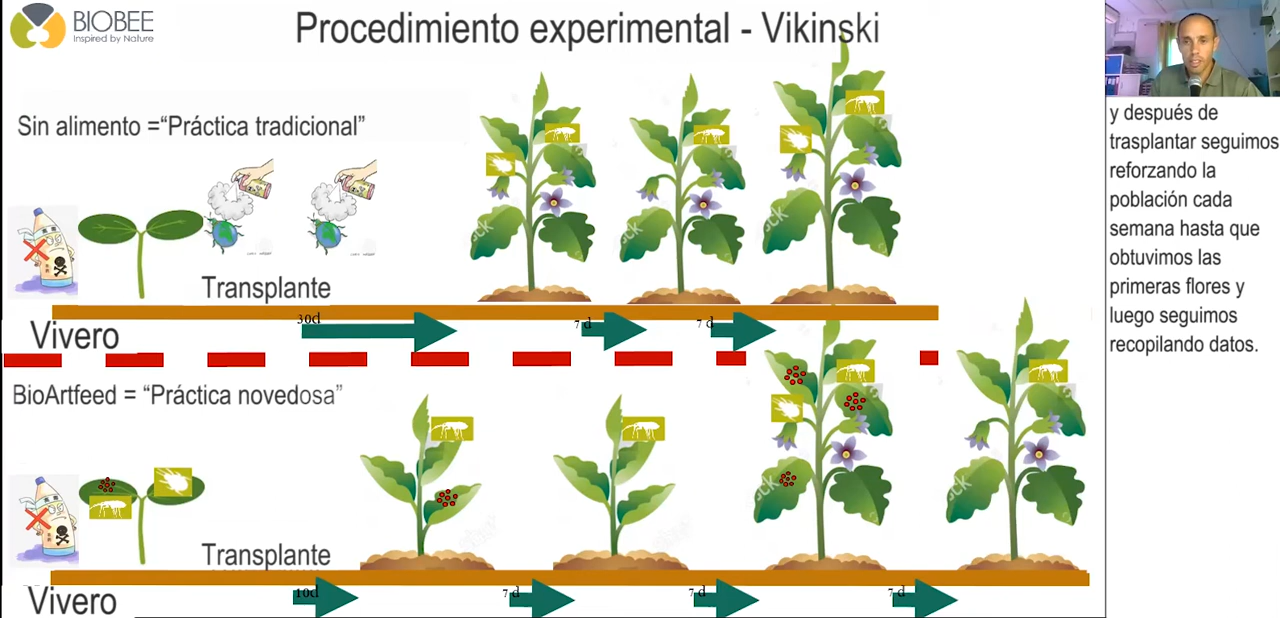 BIOBEE
Inspired by Nature
Procedimiento experimental - Vikinski
Sin alimento =“Práctica tradicional”
Transplante
30d
7 d
7 d
Vivero
BioArtfeed = “Práctica novedosa”
Transplante
10d
7 d
7 d
7 d
Vivero
y después de
trasplantar seguimos
reforzando la
población cada
semana hasta que
obtuvimos las
primeras flores y
luego seguimos
recopilando datos.